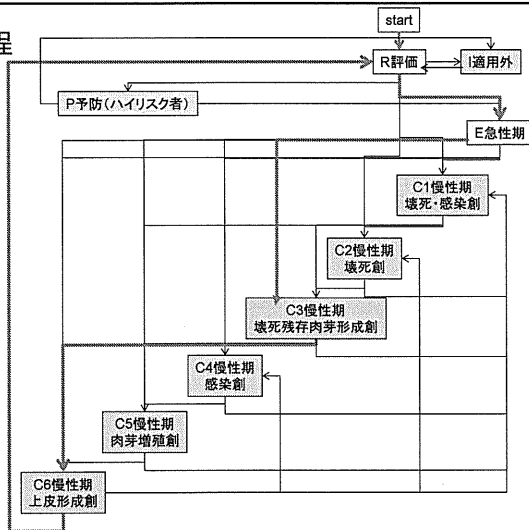 程
start
R評価
I適用外
P予防(ハイリスク者)
E急性期
C1慢性期
壊死・感染創
C2慢性期
壊死創
C3慢性期
壊死残存肉芽形成創
C4慢性期
感染創
C5慢性期
肉芽増殖創
C6慢性期
上皮形成創